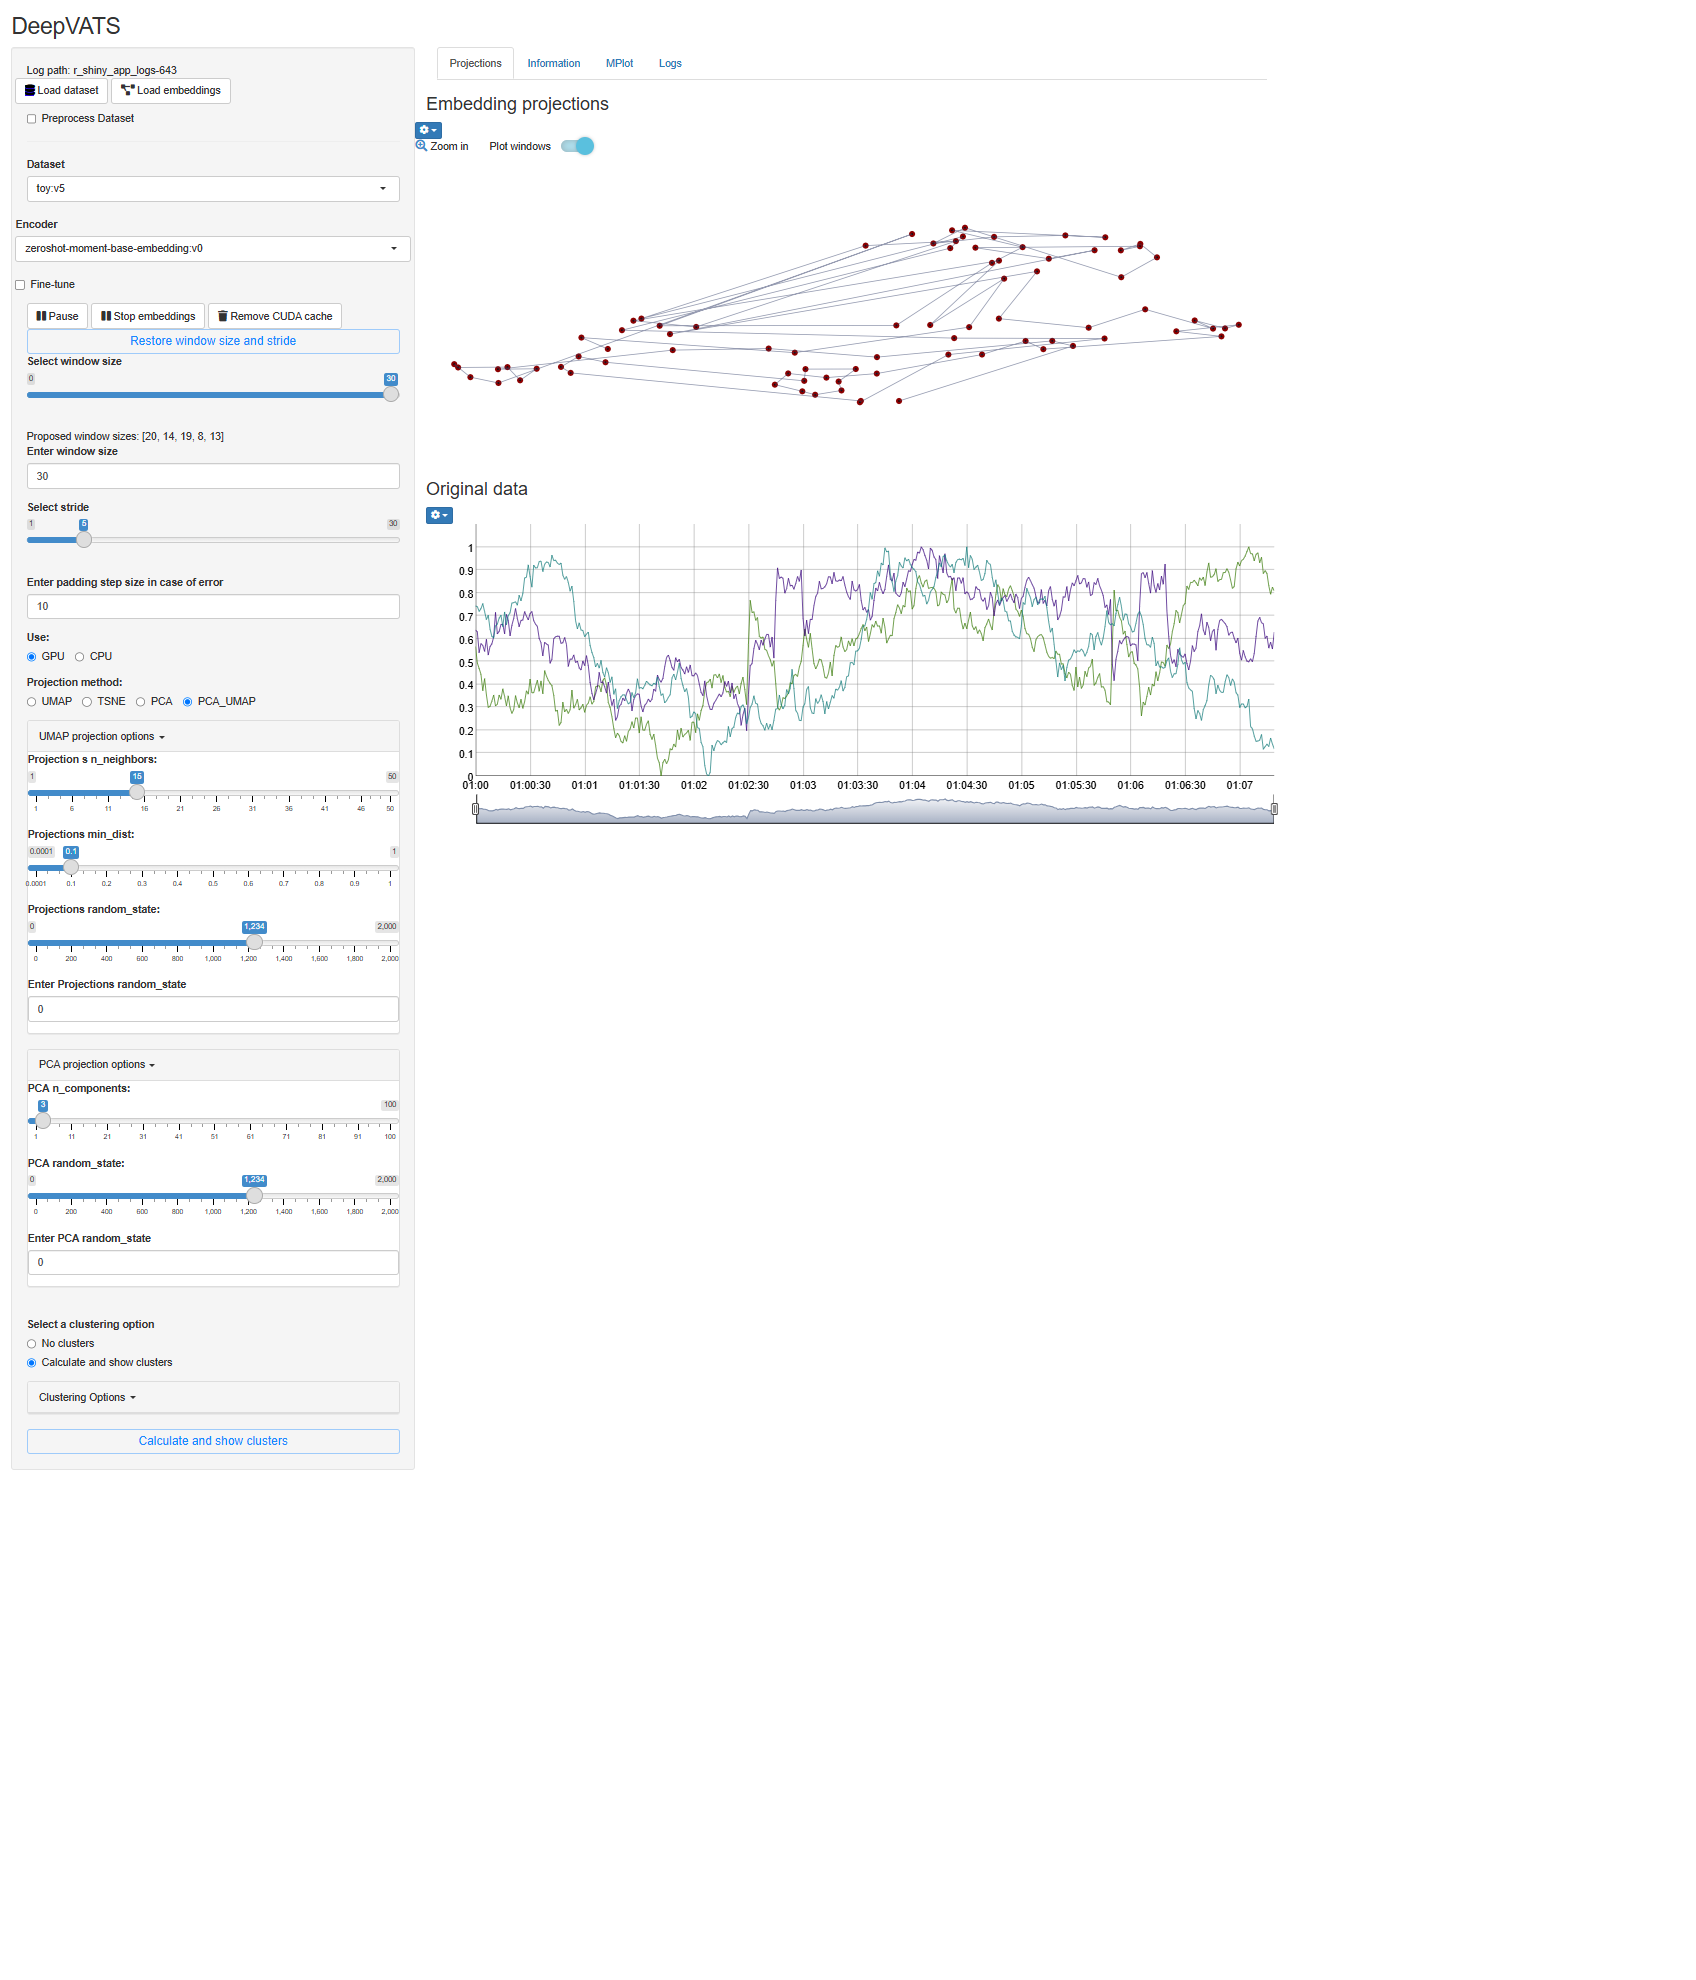 DeepVATS
Log path: r_shiny_app_logs-643
Load dataset Load embeddings
Preprocess Dataset
Dataset
toy:v5
Encoder
zeroshot-moment-base-embedding:v0
Fine-tune
Pause Stop embeddings Remove CUDA cache
Restore window size and stride
Select window size
0 30
Proposed window sizes: [20, 14, 19, 8, 13]
Enter window size
30
Select stride
1 5 30
Enter padding step size in case of error
10
Use:
GPU CPU
Projection method:
UMAP TSNE PCA PCA_UMAP
UMAP projection options
Projection s n_neighbors:
1 15 50
1 6 11 16 21 26 31 36 41 46 50
Projections min_dist:
0.0001 0.1 1
0.0001 0.1 0.2 0.3 0.4 0.5 0.6 0.7 0.8 0.9 1
Projections random_state:
0 1,234 2,000
0 200 400 600 800 1,000 1,200 1,400 1,600 1,800 2,000
Enter Projections random_state
0
PCA projection options
PCA n_components:
3 100
1 11 21 31 41 51 61 71 81 91 100
PCA random_state:
0 1,234 2,000
0 200 400 600 800 1,000 1,200 1,400 1,600 1,800 2,000
Enter PCA random_state
0
Select a clustering option
No clusters
Calculate and show clusters
Clustering Options
Calculate and show clusters
Projections Information MPlot Logs
Embedding projections
Zoom in Plot windows
Original data
1
0.9
0.8
0.7
0.6
0.5
0.4
0.3
0.2
0.1
0
01:00 01:00:30 01:01 01:01:30 01:02 01:02:30 01:03 01:03:30 01:04 01:04:30 01:05 01:05:30 01:06 01:06:30 01:07